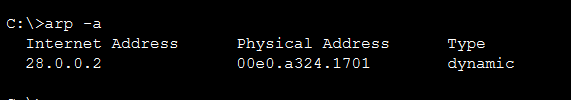 C:\>arp -a
Internet Address Physical Address Type
28.0.0.2 00e0.a324.1701 dynamic